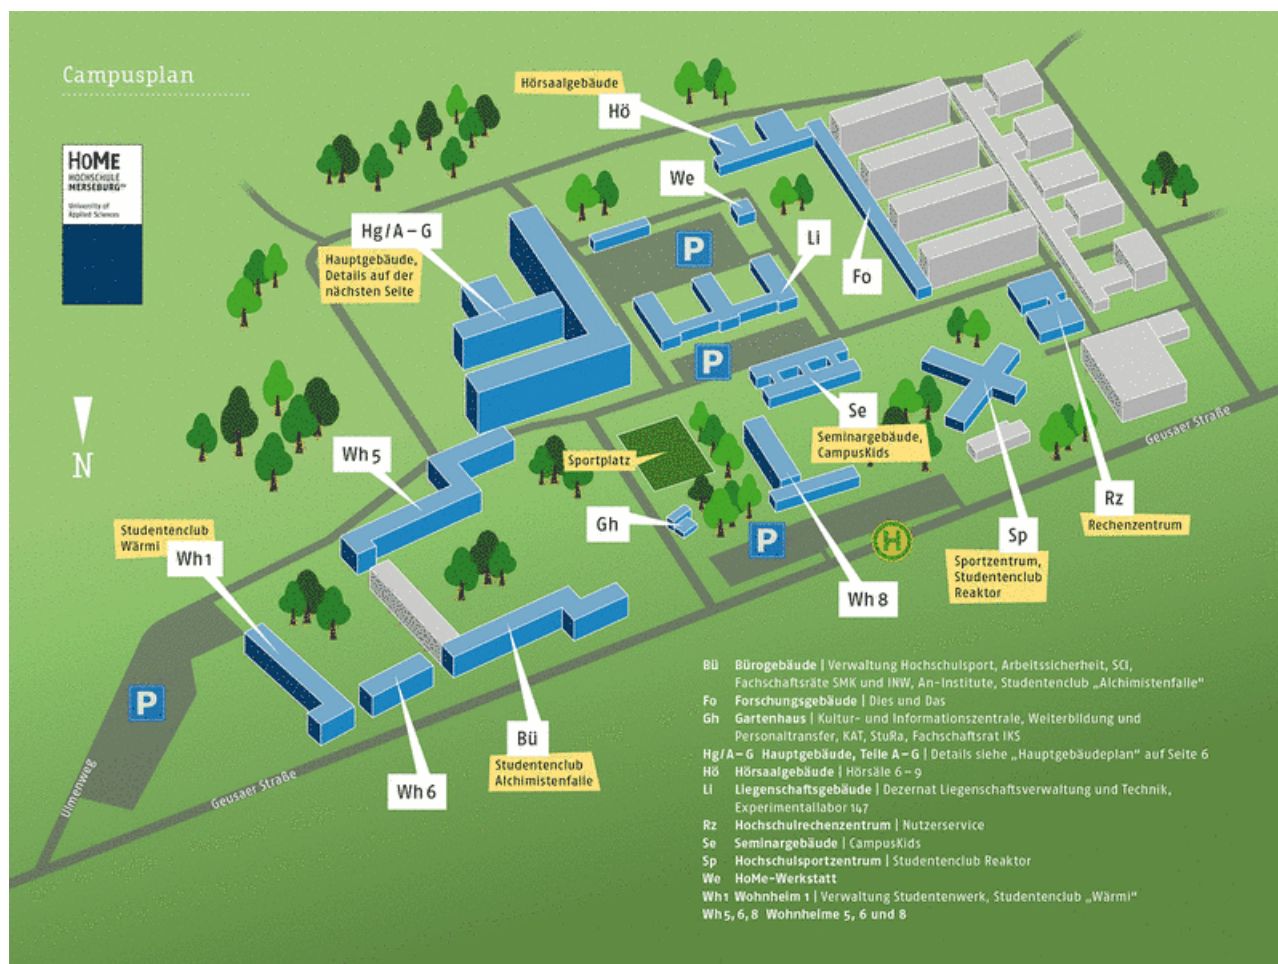 Campusplan
HOME
HOCHSCHULE
MERSEBURG
University of
Applied Sciences
N
Hörsaalgebäude
Hö
We
Hg/A–G
Hauptgebäude,
Details auf der
nächsten Seite
P
Li
Fo
P
Se
Seminargebäude,
CampusKids
Geusaer Straße
Wh 5
Sportplatz
Rz
Rechenzentrum
Studentenclub
Wärmi
Wh1
Gh
P
H
Sp
Sportzentrum,
Studentenclub
Reaktor
Wh 8
P
Bü
Studentenclub
Alchimistenfalle
Wh 6
Ulmenweg
Geusaer Straße
Bü Bürogebäude | Verwaltung Hochschulsport, Arbeitssicherheit, SCI,
Fachschaftsräte SMK und INW, An-Institute, Studentenclub „Alchimistenfalle“
Fo Forschungsgebäude | Dies und Das
Gh Gartenhaus | Kultur- und Informationszentrale, Weiterbildung und
Personaltransfer, KAT, StuRa, Fachschaftsrat IKS
Hg/A–G Hauptgebäude, Teile A–G | Details siehe „Hauptgebäudeplan“ auf Seite 6
Hö Hörsaalgebäude | Hörsäle 6–9
Li Liegenschaftsgebäude | Dezernat Liegenschaftsverwaltung und Technik,
Experimentallabor 147
Rz Hochschulrechenzentrum | Nutzerservice
Se Seminargebäude | CampusKids
Sp Hochschulsportzentrum | Studentenclub Reaktor
We HoMe-Werkstatt
Wh1 Wohnheim 1 | Verwaltung Studentenwerk, Studentenclub „Wärmi“
Wh5,6,8 Wohnheime 5, 6 und 8